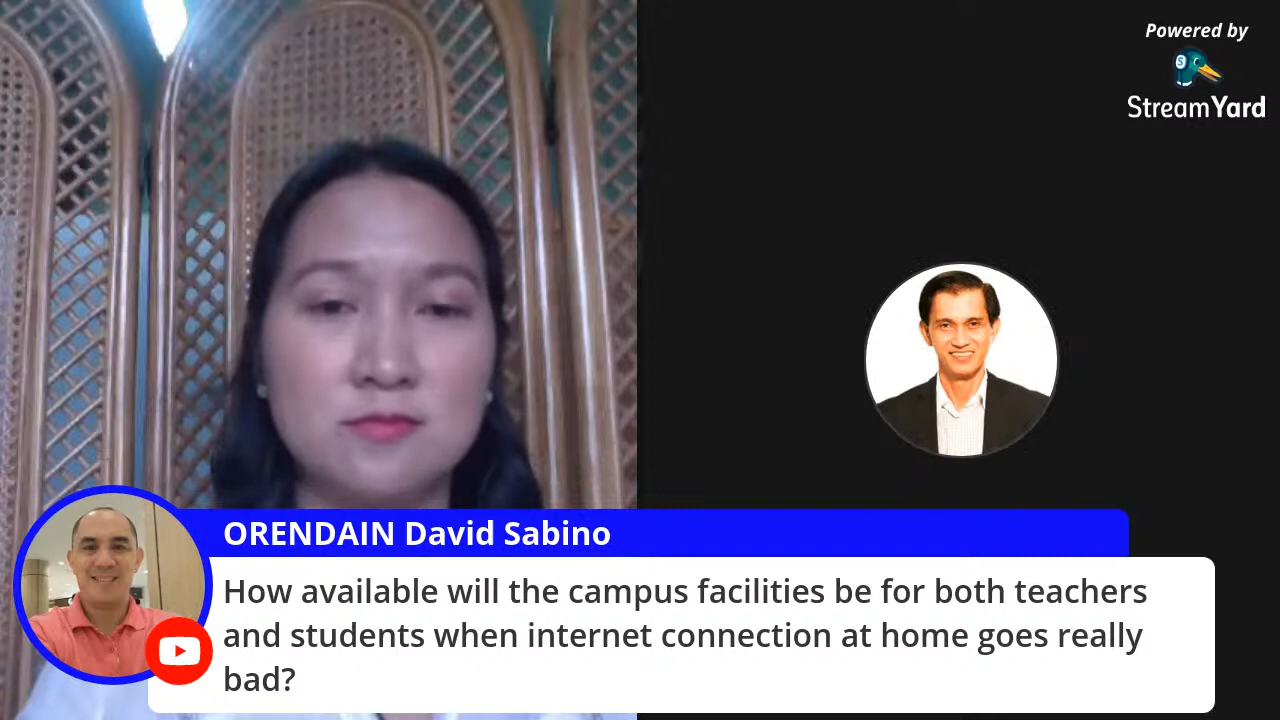 Powered by
StreamYard
ORENDAIN David Sabino
How available will the campus facilities be for both teachers
and students when internet connection at home goes really
bad?